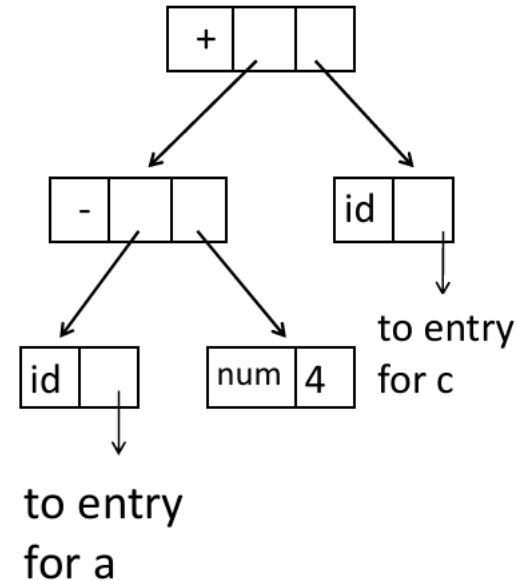 +
-
id
id
num 4
to entry
for c
to entry
for a